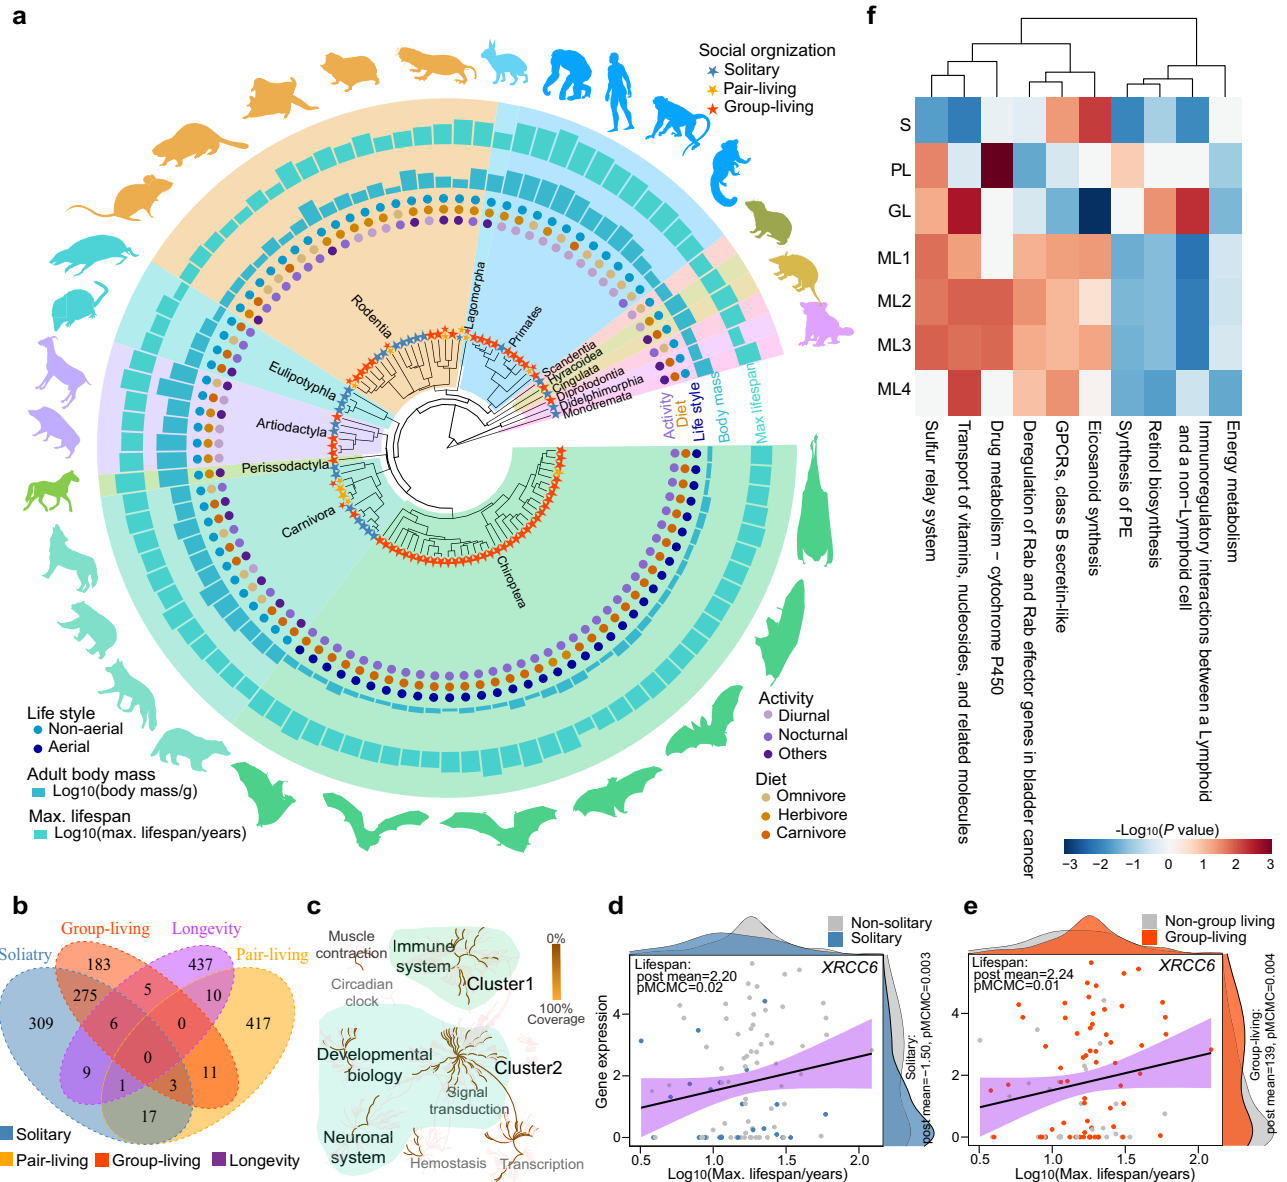 a
Social orgnization
Solitary
Pair-living
Group-living
Rodentia
Lagomorpha
Primates
Scandentia
Hyracoidea
Cingulata
Diprotodontia
Didelphimorphia
Monotremata
Eulipotyphla
Artiodactyla
Perissodactyla
Carnivora
Chiroptera
Activity
Diet
Life style
Body mass
Max lifespan
Life style
Non-aerial
Aerial
Adult body mass
Log10(body mass/g)
Max. lifespan
Log10(max. lifespan/years)
Activity
Diurnal
Nocturnal
Others
Diet
Omnivore
Herbivore
Carnivore
f
S
PL
GL
ML1
ML2
ML3
ML4
Sulfur relay system
Transport of vitamins, nucleosides, and related molecules
Drug metabolism − cytochrome P450
Deregulation of Rab and Rab effector genes in bladder cancer
GPCRs, class B secretin-like
Eicosanoid synthesis
Synthesis of PE
Retinol biosynthesis
Immunoregulatory interactions between a Lymphoid
and a non−Lymphoid cell
Energy metabolism
-Log10(P value)
−3 −2 −1 0 1 2 3
b
Group-living
Longevity
Soliatry
Pair-living
183
437
275
5
10
309
6
0
417
0
9
1
3
11
17
Solitary
Pair-living
Group-living
Longevity
c
Muscle
contraction
Immune
system
Cluster1
Circadian
clock
0%
100%
Coverage
Developmental
biology
Cluster2
Signal
transduction
Neuronal
system
Hemostasis
Transcription
d
Non-solitary
Solitary
Lifespan:
post mean=2.20
pMCMC=0.02
XRCC6
Gene expression
4
2
0
0.5 1.0 1.5 2.0
Log10(Max. lifespan/years)
Solitary:
post mean=−1.50, pMCMC=0.003
e
Non-group living
Group-living
Lifespan:
post mean=2.24
pMCMC=0.01
XRCC6
4
2
0
0.5 1.0 1.5 2.0
Log10(Max. lifespan/years)
Group-living:
post mean=139, pMCMC=0.004